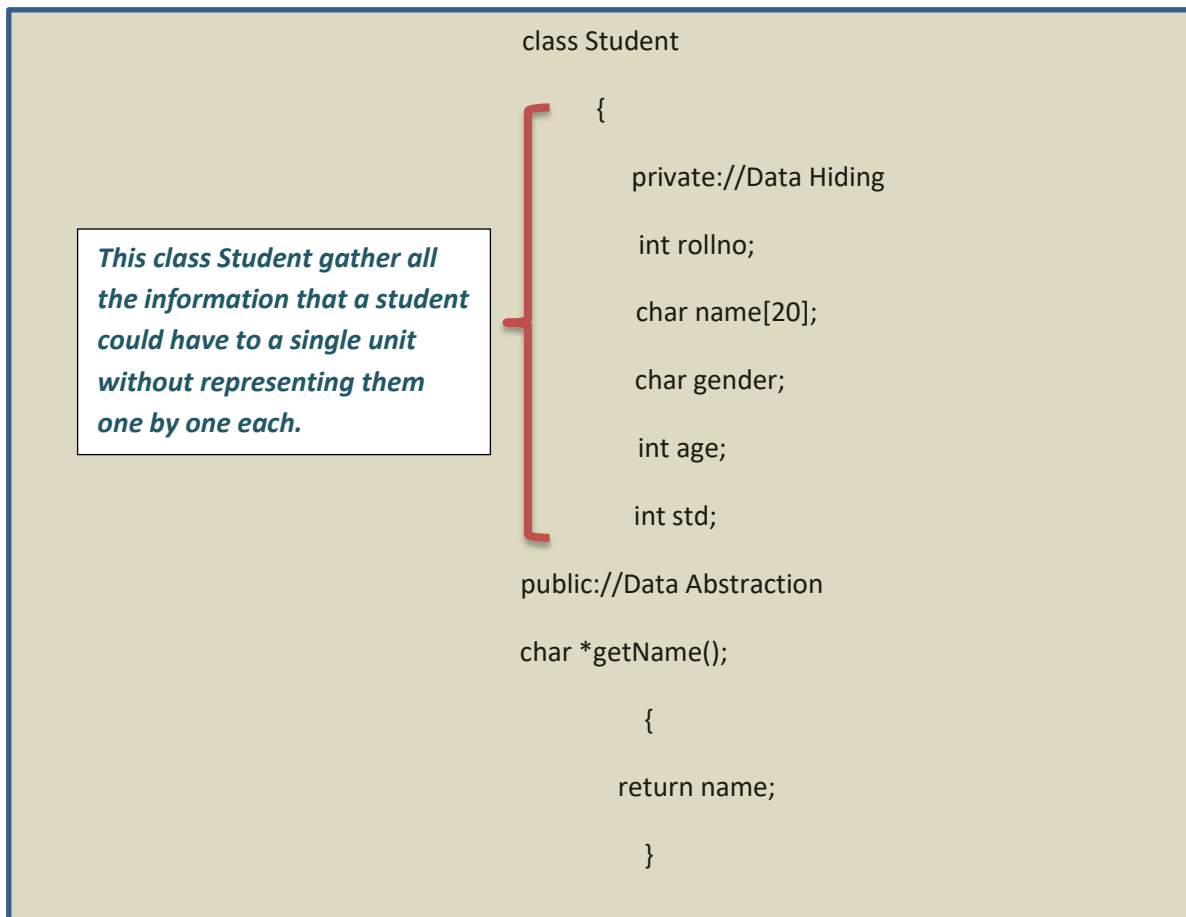 class Student
{
private://Data Hiding
int rollno;
This class Student gather all
the information that a student
could have to a single unit
without representing them
one by one each.
char name[20];
char gender;
int age;
int std;
public://Data Abstraction
char *getName();
{
return name;
}